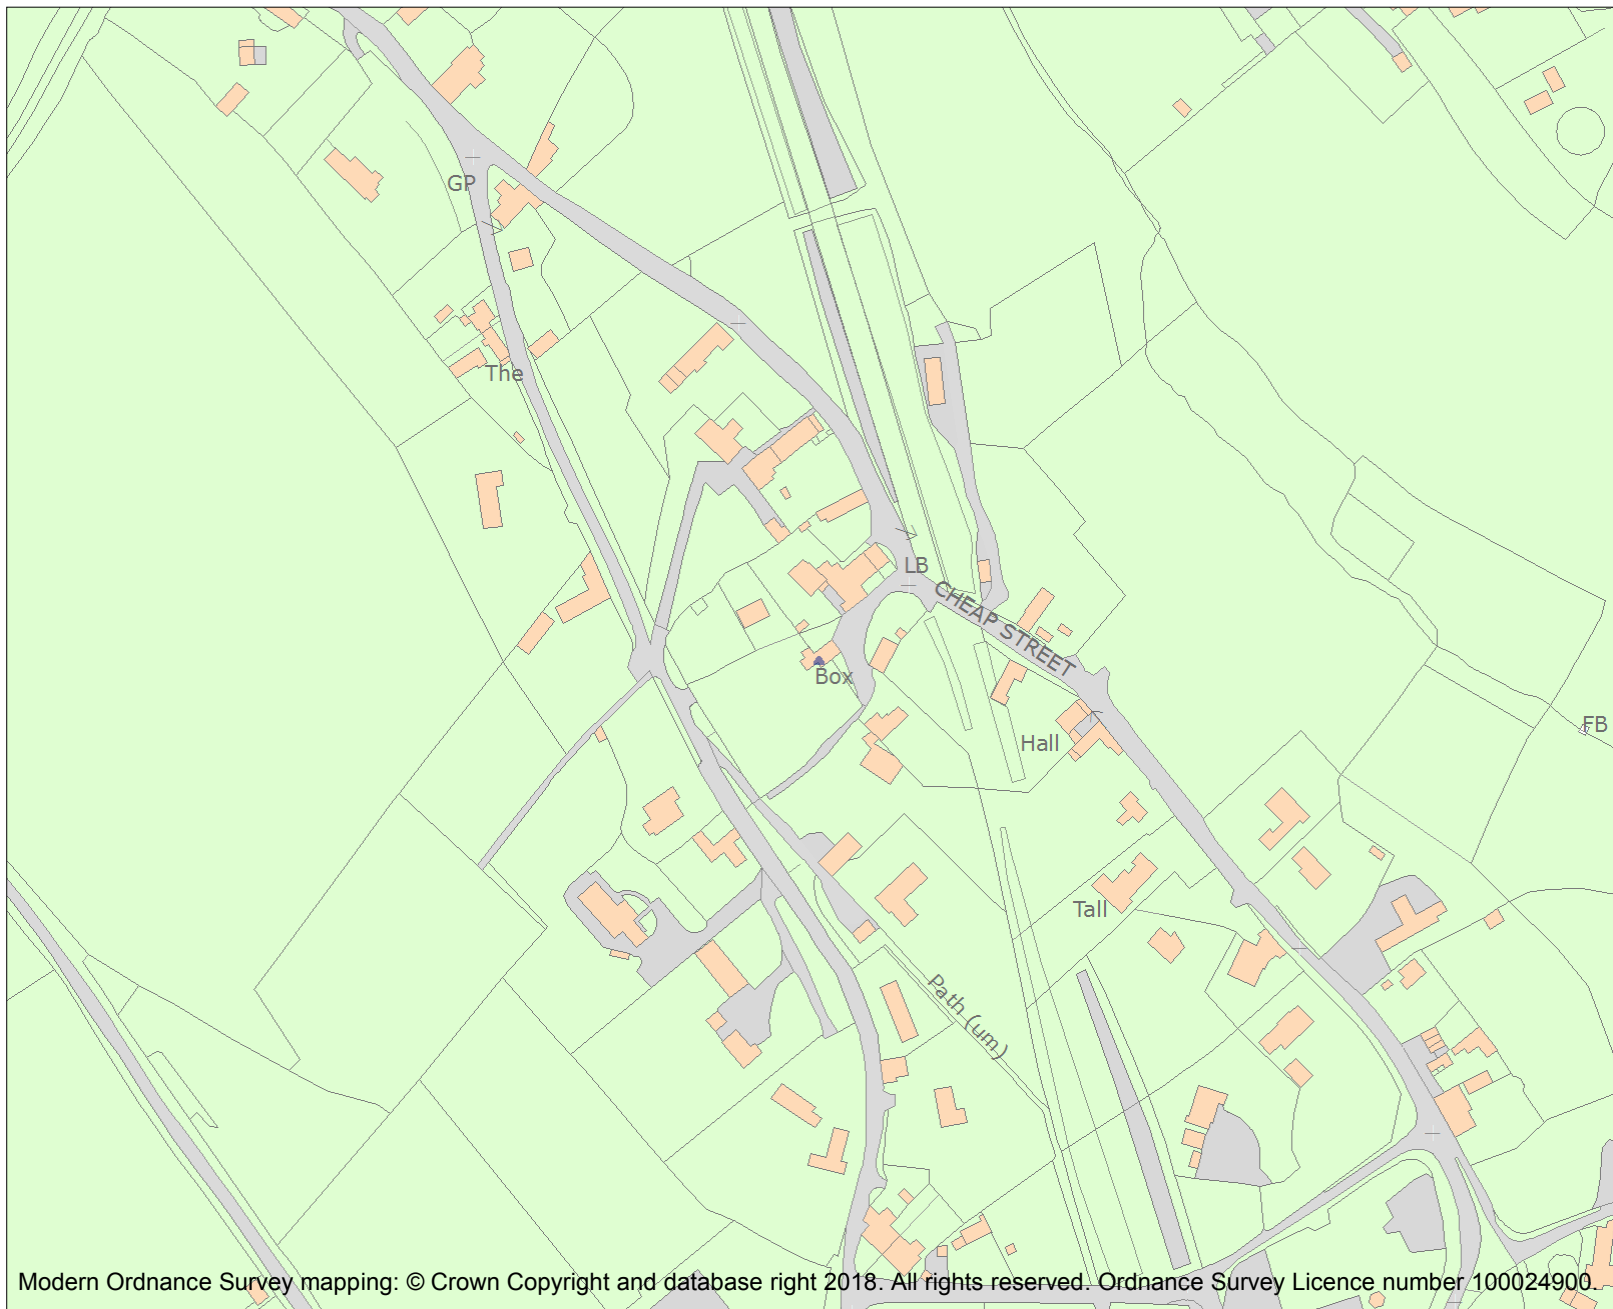 GP
The
LB
CHEAP STREET
Box
FB
Hall
Tall
Path (um)
Modern Ordnance Survey mapping: © Crown Copyright and database right 2018. All rights reserved. Ordnance Survey Licence number 100024900.